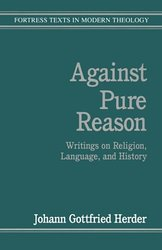 FORTRESS TEXTS IN MODERN THEOLOGY
Against
Pure
Reason
Writings on Religion,
Language, and History
Johann Gottfried Herder